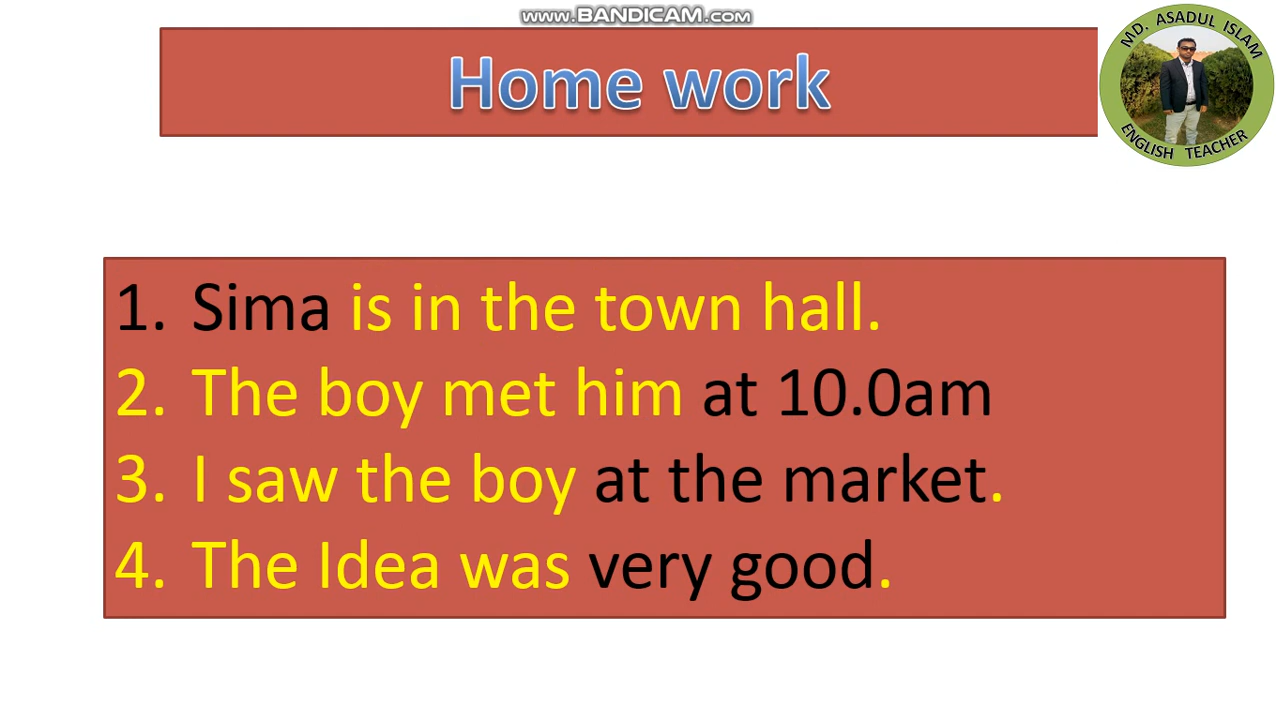 www.BANDICAM.com
Home work
MD. ASADUL ISLAM
ENGLISH TEACHER
1. Sima is in the town hall.
2. The boy met him at 10.0am
3. I saw the boy at the market.
4. The Idea was very good.